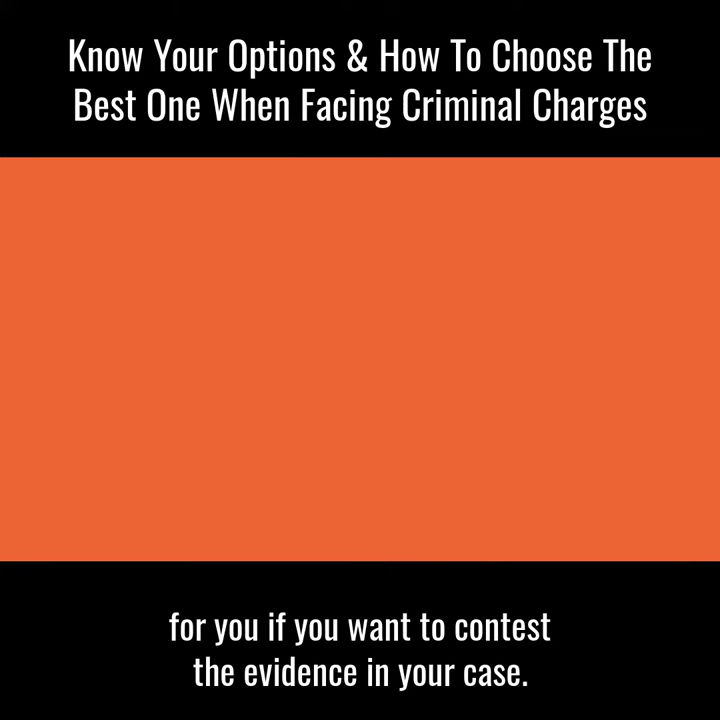 Know Your Options & How To Choose The
Best One When Facing Criminal Charges
for you if you want to contest
the evidence in your case.